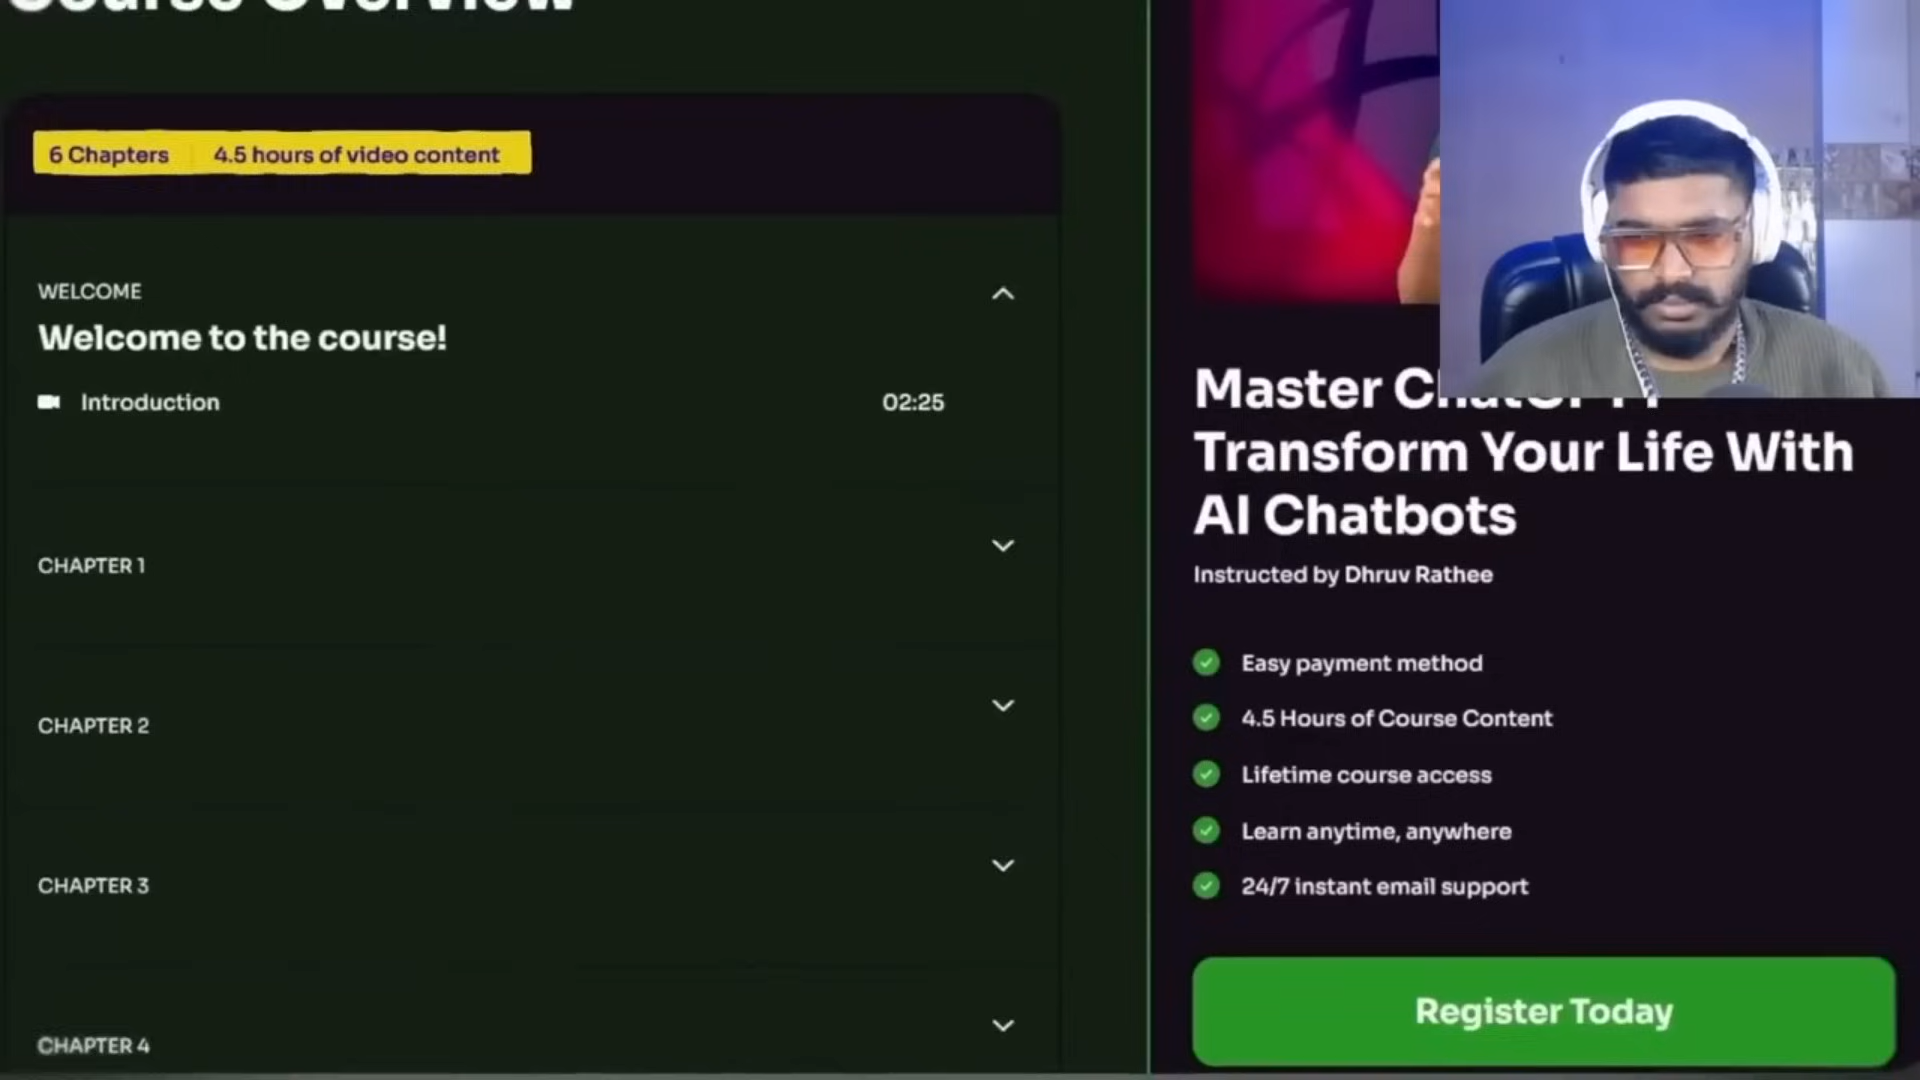 Course Overview
6 Chapters
4.5 hours of video content
WELCOME
Welcome to the course!
Introduction
02:25
CHAPTER 1
CHAPTER 2
CHAPTER 3
CHAPTER 4
Master
Transform Your Life With
AI Chatbots
Instructed by Dhruv Rathee
Easy payment method
4.5 Hours of Course Content
Lifetime course access
Learn anytime, anywhere
24/7 instant email support
Register Today